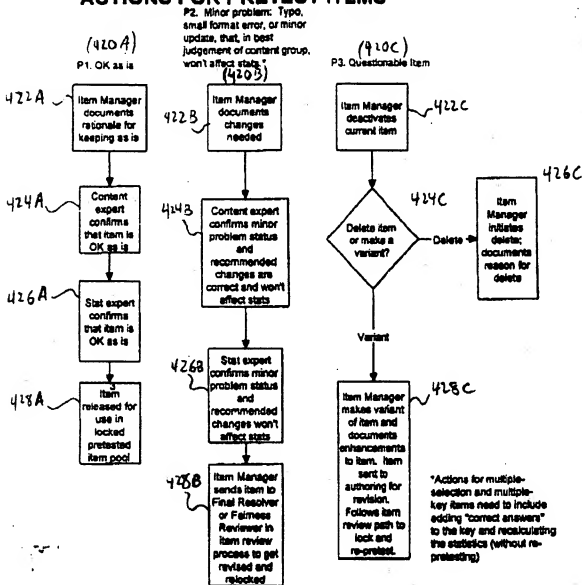 ACTIONS FOR PRETEST ITEMS
(420A)
P1. OK as is
422A
Item Manager
documents
rationale for
keeping as is
424A
Content
expert
confirms
that item is
OK as is
426A
Stat expert
confirms
that item is
OK as is
428A
3
Item
released for
use in
locked
pretested
item pool
P2. Minor problem: Typo,
small format error, or minor
update, that, in best
judgement of content group,
won't affect stats.*
(420B)
422B
Item Manager
documents
changes
needed
424B
Content expert
confirms minor
problem status
and
recommended
changes are
correct and won't
affect stats
426B
Stat expert
confirms minor
problem status
and
recommended
changes won't
affect stats
428B
Item Manager
sends item to
Final Resolver
or Fairness
Reviewer in
item review
process to get
revised and
relocked
(420C)
P3. Questionable Item
422C
Item Manager
deactivates
current item
424C
Delete item
or make a
variant?
Delete
426C
Item
Manager
initiates
delete;
documents
reason for
delete
Variant
428C
Item Manager
makes variant
of item and
documents
enhancements
to item. Item
sent to
authoring for
revision.
Follows item
review path to
lock and
re-pretest.
*Actions for multiple-
selection and multiple-
key items need to include
adding "correct answers"
to the key and recalculating
the statistics (without re-
pretesting)